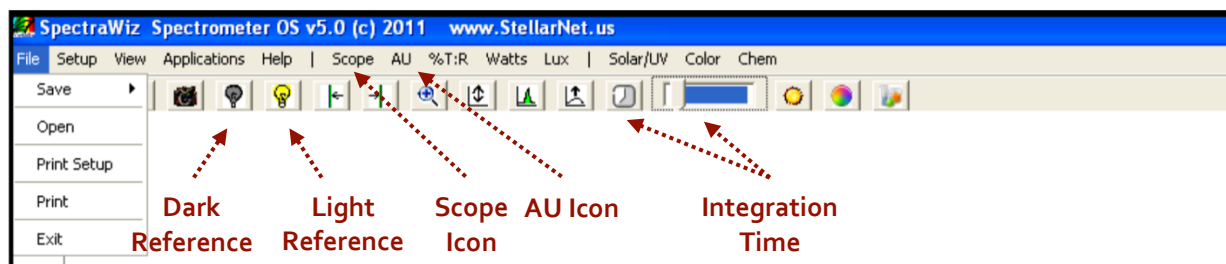 SpectraWiz Spectrometer OS v5.0 (c) 2011 www.StellarNet.us
File Setup View Applications Help | Scope AU %T:R Watts Lux | Solar/UV Color Chem
Save
Open
Print Setup
Print
Exit
Dark Reference
Light Reference
Scope Icon
AU Icon
Integration Time